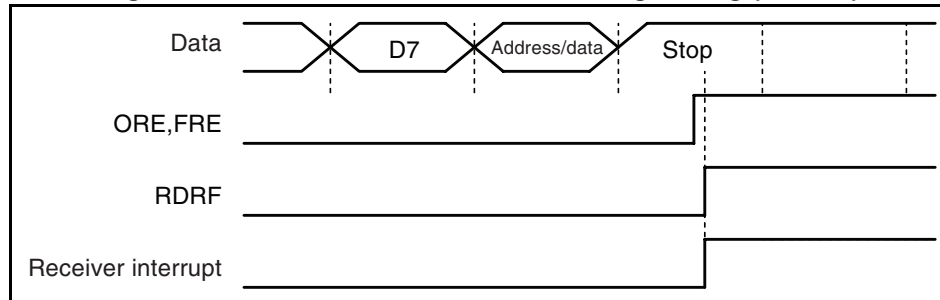 Data D7 Address/data Stop
ORE,FRE
RDRF
Receiver interrupt